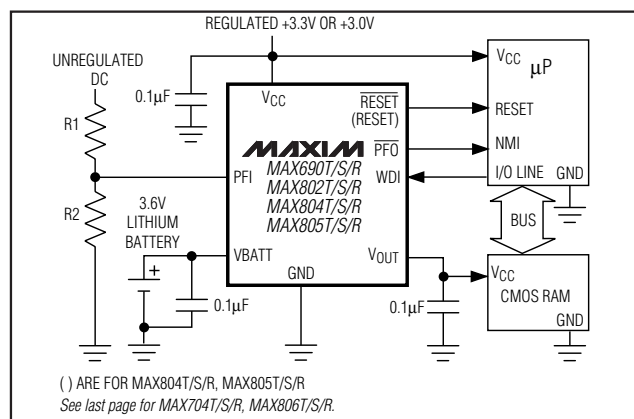 REGULATED +3.3V OR +3.0V
UNREGULATED
DC
R1
R2
0.1μF
VCC
RESET
(RESET)
MAXIM
MAX690T/S/R
MAX802T/S/R
MAX804T/S/R
MAX805T/S/R
PFI
PFO
WDI
VBATT
GND
VOUT
3.6V
LITHIUM
BATTERY
+
0.1μF
0.1μF
VCC
μP
RESET
NMI
I/O LINE
GND
BUS
VCC
CMOS RAM
GND
( ) ARE FOR MAX804T/S/R, MAX805T/S/R
See last page for MAX704T/S/R, MAX806T/S/R.